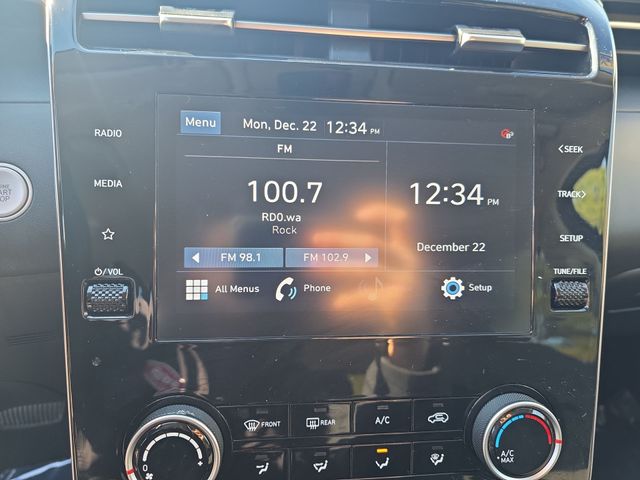 Menu Mon, Dec. 22 12:34 PM
RADIO
<SEEK
FM
MEDIA
100.7
12:34 PM
TRACK>
RDO.wa
Rock
SETUP
December 22
FM 98.1 FM 102.9
/VOL
TUNE/FILE
All Menus Phone Setup
START
FRONT REAR A/C
0
A/C
MAX